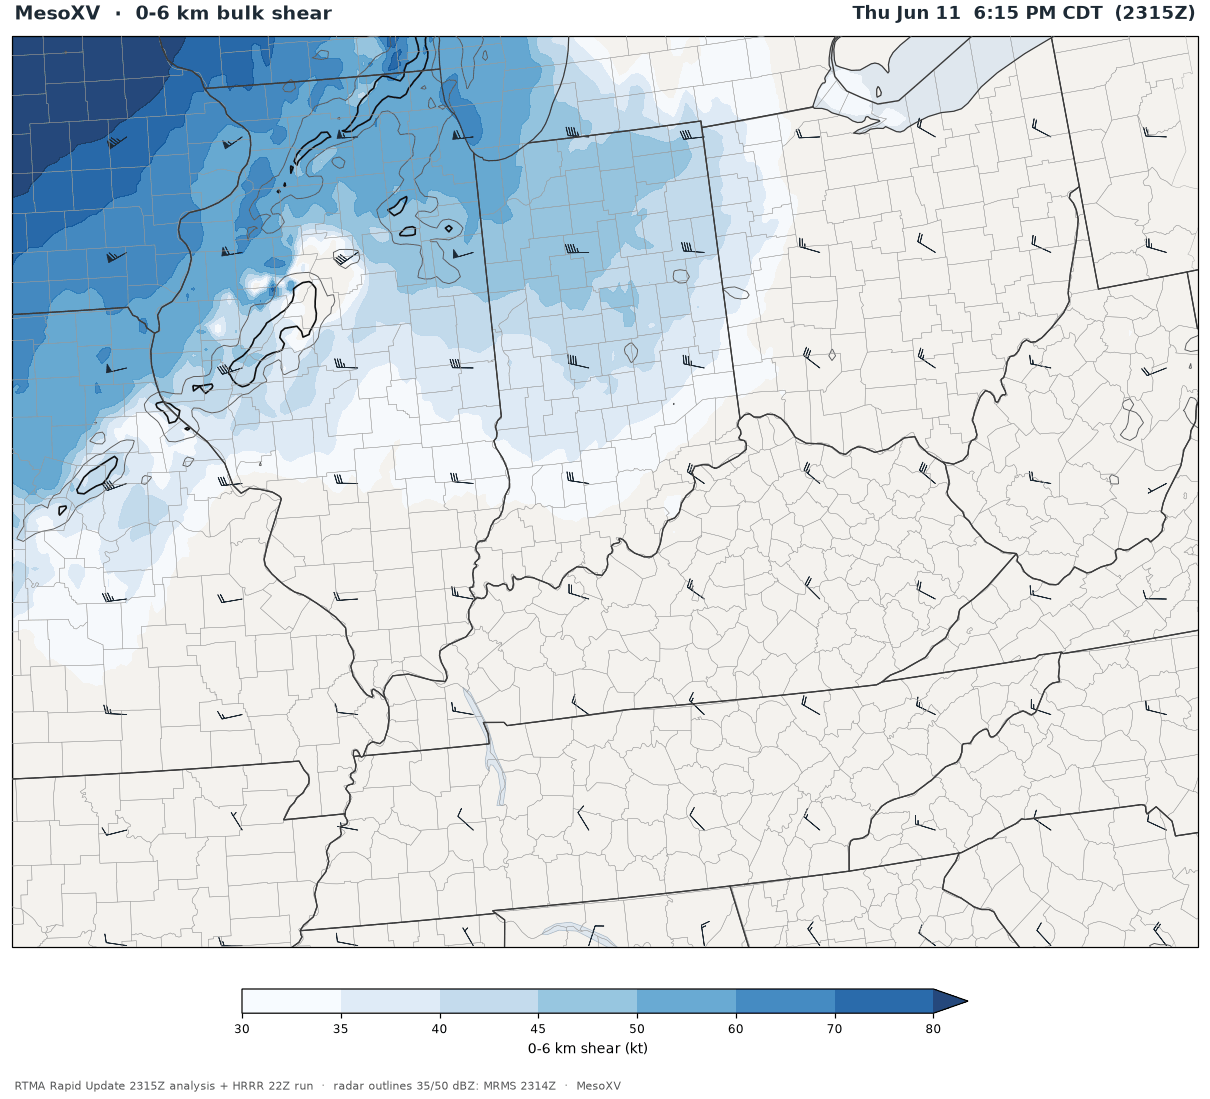 MesoXV · 0-6 km bulk shear
Thu Jun 11 6:15 PM CDT (2315Z)
30 35 40 45 50 60 70 80
0-6 km shear (kt)
RTMA Rapid Update 2315Z analysis + HRRR 22Z run · radar outlines 35/50 dBZ: MRMS 2314Z · MesoXV